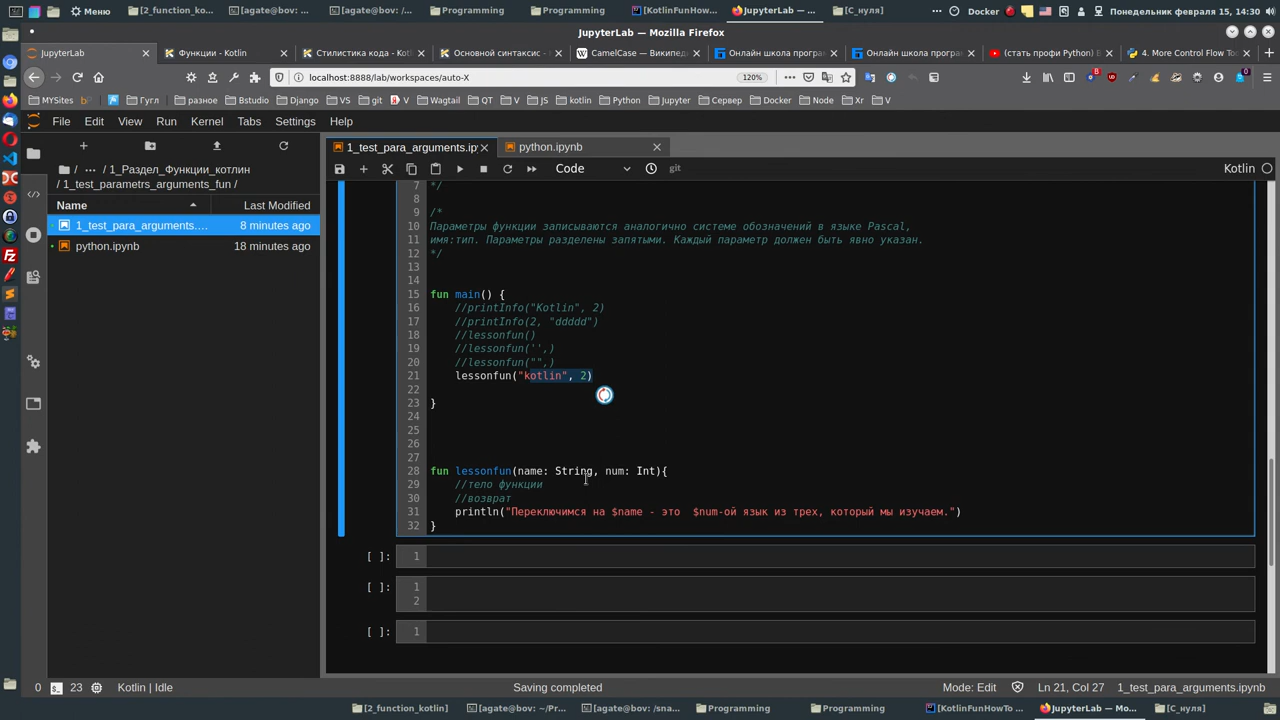 Меню
[2_function_ko...
[agate@bov: ~/...
[agate@bov: /...
Programming
Programming
[KotlinFunHow...
JupyterLab — ...
[С_нуля]
Docker
Понедельник февраля 15, 14:30
JupyterLab — Mozilla Firefox
JupyterLab
Функции - Kotlin
Стилистика кода - Kot
Основной синтаксис -
CamelCase — Википед
Онлайн школа програм
Онлайн школа програм
(стать профи Python) В
4. More Control Flow To
localhost:8888/lab/workspaces/auto-X
120%
MYSites
Гугл
разное
Bstudio
Django
VS
git
V
Wagtail
QT
V
JS
kotlin
Python
Jupyter
Сервер
Docker
Node
Xr
V
File Edit View Run Kernel Tabs Settings Help
/ ··· / 1_Раздел_Функции_котлин
/ 1_test_parametrs_arguments_fun /
Name Last Modified
1_test_para_arguments.... 8 minutes ago
python.ipynb 18 minutes ago
1_test_para_arguments.ip
python.ipynb
Code
git
Kotlin
7 */
8
9 /*
10 Параметры функции записываются аналогично системе обозначений в языке Pascal,
11 имя:тип. Параметры разделены запятыми. Каждый параметр должен быть явно указан.
12 */
13
14
15 fun main() {
16 //printInfo("Kotlin", 2)
17 //printInfo(2, "ddddd")
18 //lessonfun()
19 //lessonfun('',)
20 //lessonfun("",)
21 lessonfun("kotlin", 2)
22
23 }
24
25
26
27
28 fun lessonfun(name: String, num: Int){
29 //тело функции
30 //возврат
31 println("Переключимся на $name - это  $num-ой язык из трех, который мы изучаем.")
32 }
[ ]: 1
[ ]: 1
2
[ ]: 1
0
23
Kotlin | Idle
Saving completed
Mode: Edit
Ln 21, Col 27
1_test_para_arguments.ipynb
[2_function_kotlin]
[agate@bov: ~/Pr...
[agate@bov: /sna...
Programming
Programming
[KotlinFunHowTo ...
JupyterLab — Mo...
[С_нуля]